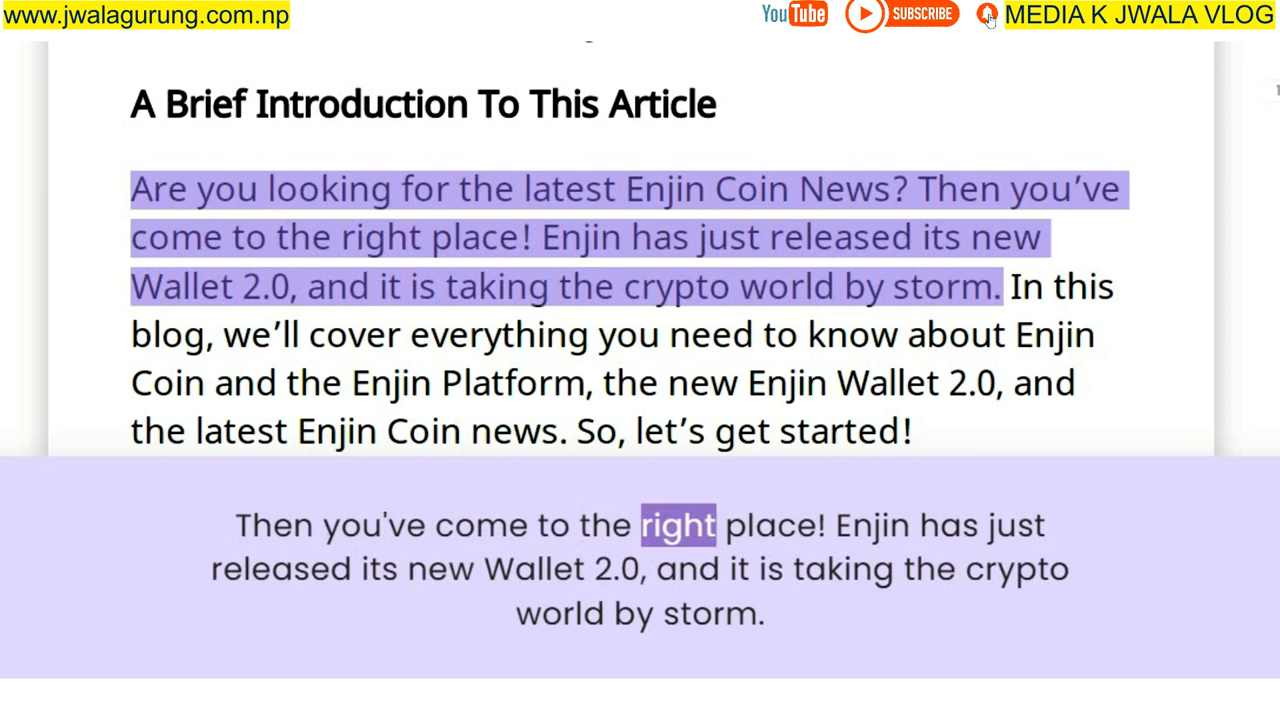 www.jwalagurung.com.np
YouTube SUBSCRIBE MEDIA K JWALA VLOG
A Brief Introduction To This Article
Are you looking for the latest Enjin Coin News? Then you’ve
come to the right place! Enjin has just released its new
Wallet 2.0, and it is taking the crypto world by storm. In this
blog, we’ll cover everything you need to know about Enjin
Coin and the Enjin Platform, the new Enjin Wallet 2.0, and
the latest Enjin Coin news. So, let’s get started!
Then you've come to the right place! Enjin has just
released its new Wallet 2.0, and it is taking the crypto
world by storm.